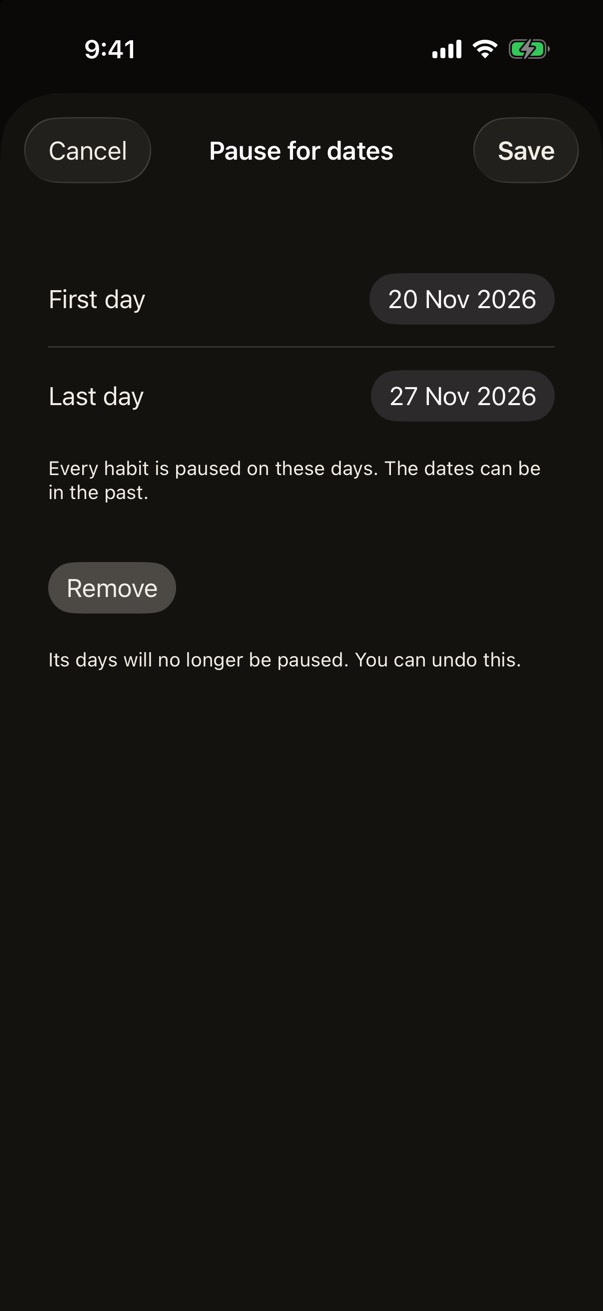 9:41
Cancel
Pause for dates
Save
First day
20 Nov 2026
Last day
27 Nov 2026
Every habit is paused on these days. The dates can be
in the past.
Remove
Its days will no longer be paused. You can undo this.